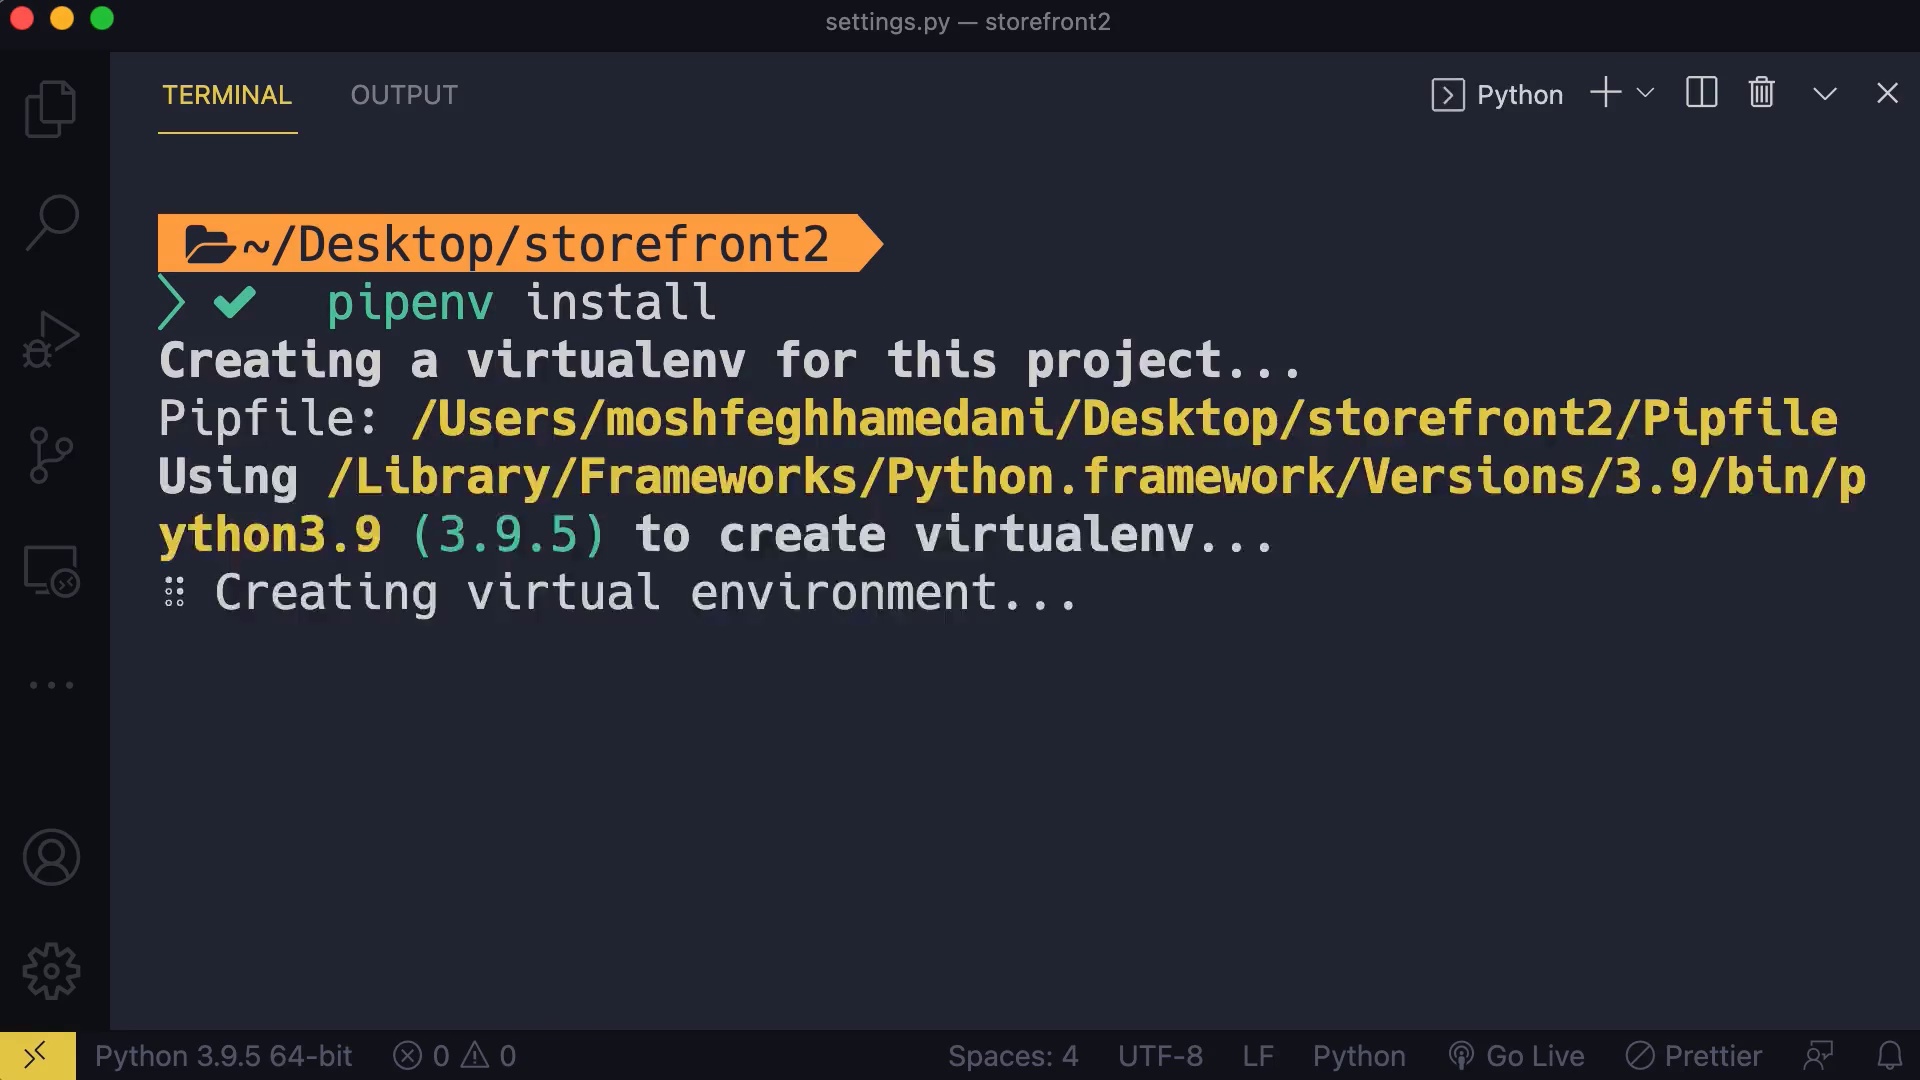 settings.py — storefront2
TERMINAL OUTPUT Python
~/Desktop/storefront2
pipenv install
Creating a virtualenv for this project...
Pipfile: /Users/moshfeghhamedani/Desktop/storefront2/Pipfile
Using /Library/Frameworks/Python.framework/Versions/3.9/bin/p
ython3.9 (3.9.5) to create virtualenv...
Creating virtual environment...
Python 3.9.5 64-bit 0 0 Spaces: 4 UTF-8 LF Python Go Live Prettier